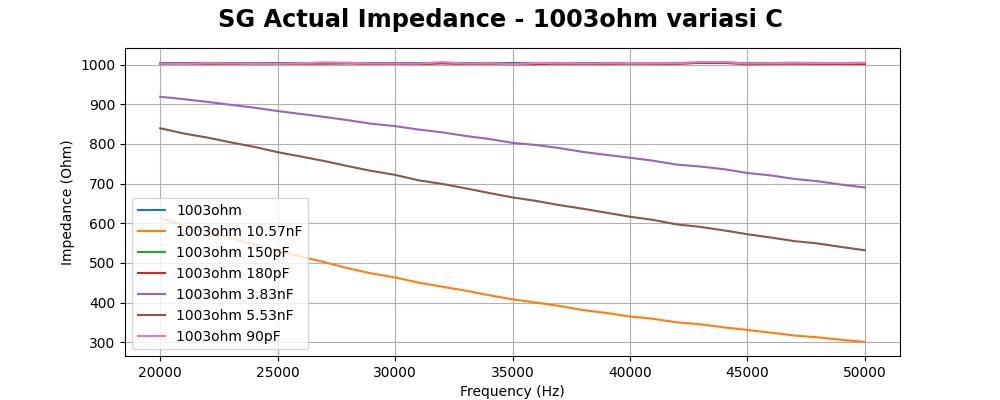 SG Actual Impedance - 1003ohm variasi C
Impedance (Ohm)
1000
900
800
700
600
500
400
300
1003ohm
1003ohm 10.57nF
1003ohm 150pF
1003ohm 180pF
1003ohm 3.83nF
1003ohm 5.53nF
1003ohm 90pF
20000 25000 30000 35000 40000 45000 50000
Frequency (Hz)